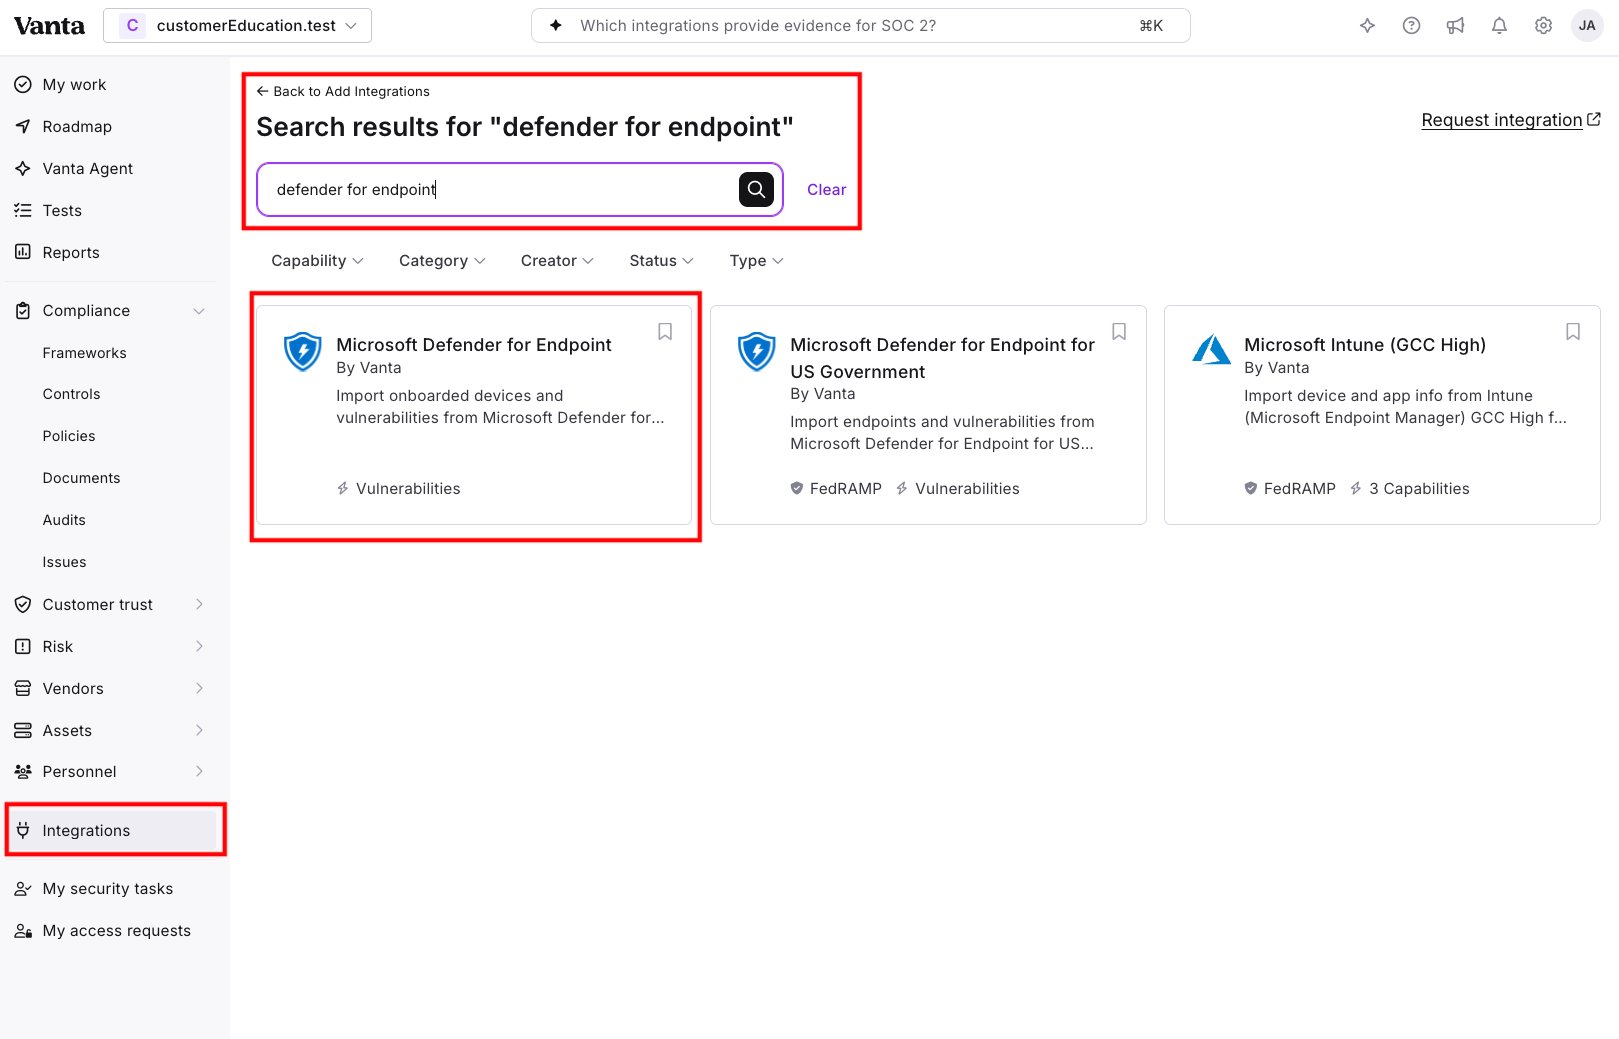 Vanta
C customerEducation.test
Which integrations provide evidence for SOC 2? ⌘K
JA
My work
Roadmap
Vanta Agent
Tests
Reports
Compliance
Frameworks
Controls
Policies
Documents
Audits
Issues
Customer trust
Risk
Vendors
Assets
Personnel
Integrations
My security tasks
My access requests
← Back to Add Integrations
Search results for "defender for endpoint"
Request integration
defender for endpoint
Clear
Capability Category Creator Status Type
Microsoft Defender for Endpoint
By Vanta
Import onboarded devices and
vulnerabilities from Microsoft Defender for...
Vulnerabilities
Microsoft Defender for Endpoint for
US Government
By Vanta
Import endpoints and vulnerabilities from
Microsoft Defender for Endpoint for US...
FedRAMP Vulnerabilities
Microsoft Intune (GCC High)
By Vanta
Import device and app info from Intune
(Microsoft Endpoint Manager) GCC High f...
FedRAMP 3 Capabilities